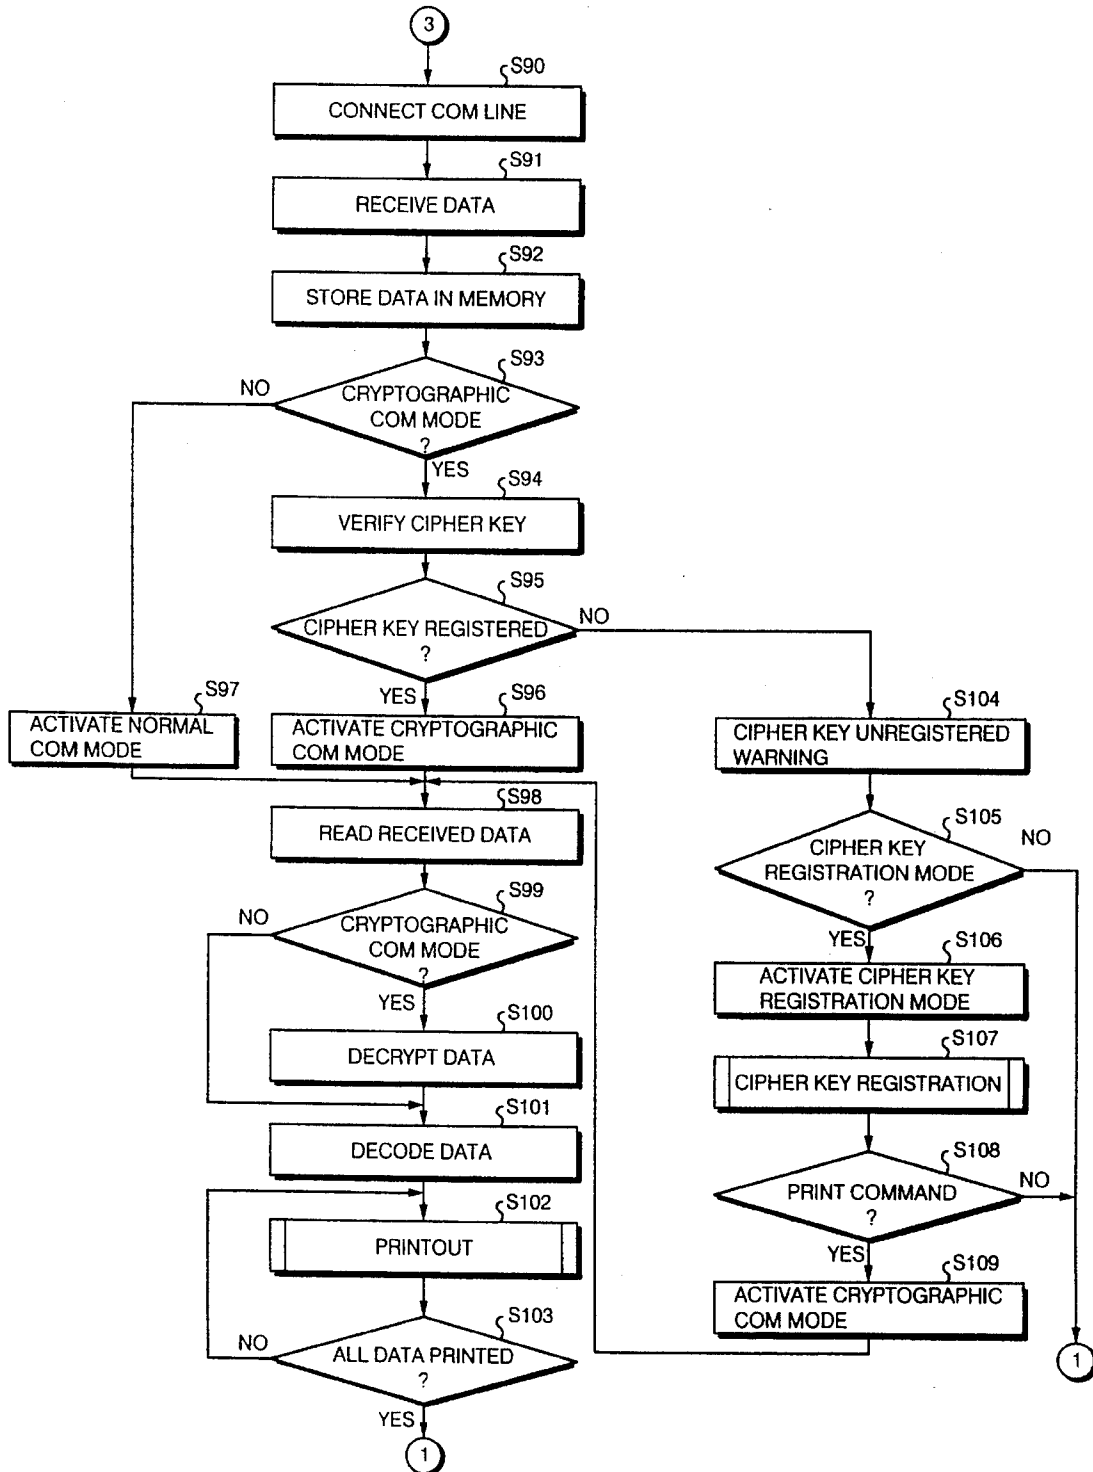 3
S90
CONNECT COM LINE
S91
RECEIVE DATA
S92
STORE DATA IN MEMORY
S93
NO
CRYPTOGRAPHIC
COM MODE
?
YES
S94
VERIFY CIPHER KEY
S95
NO
CIPHER KEY REGISTERED
?
YES
S97
ACTIVATE NORMAL
COM MODE
S96
ACTIVATE CRYPTOGRAPHIC
COM MODE
S98
READ RECEIVED DATA
S99
NO
CRYPTOGRAPHIC
COM MODE
?
YES
S100
DECRYPT DATA
S101
DECODE DATA
S102
PRINTOUT
S103
NO
ALL DATA PRINTED
?
YES
1
S104
CIPHER KEY UNREGISTERED
WARNING
S105
NO
CIPHER KEY
REGISTRATION MODE
?
YES
S106
ACTIVATE CIPHER KEY
REGISTRATION MODE
S107
CIPHER KEY REGISTRATION
S108
NO
PRINT COMMAND
?
YES
S109
ACTIVATE CRYPTOGRAPHIC
COM MODE
1